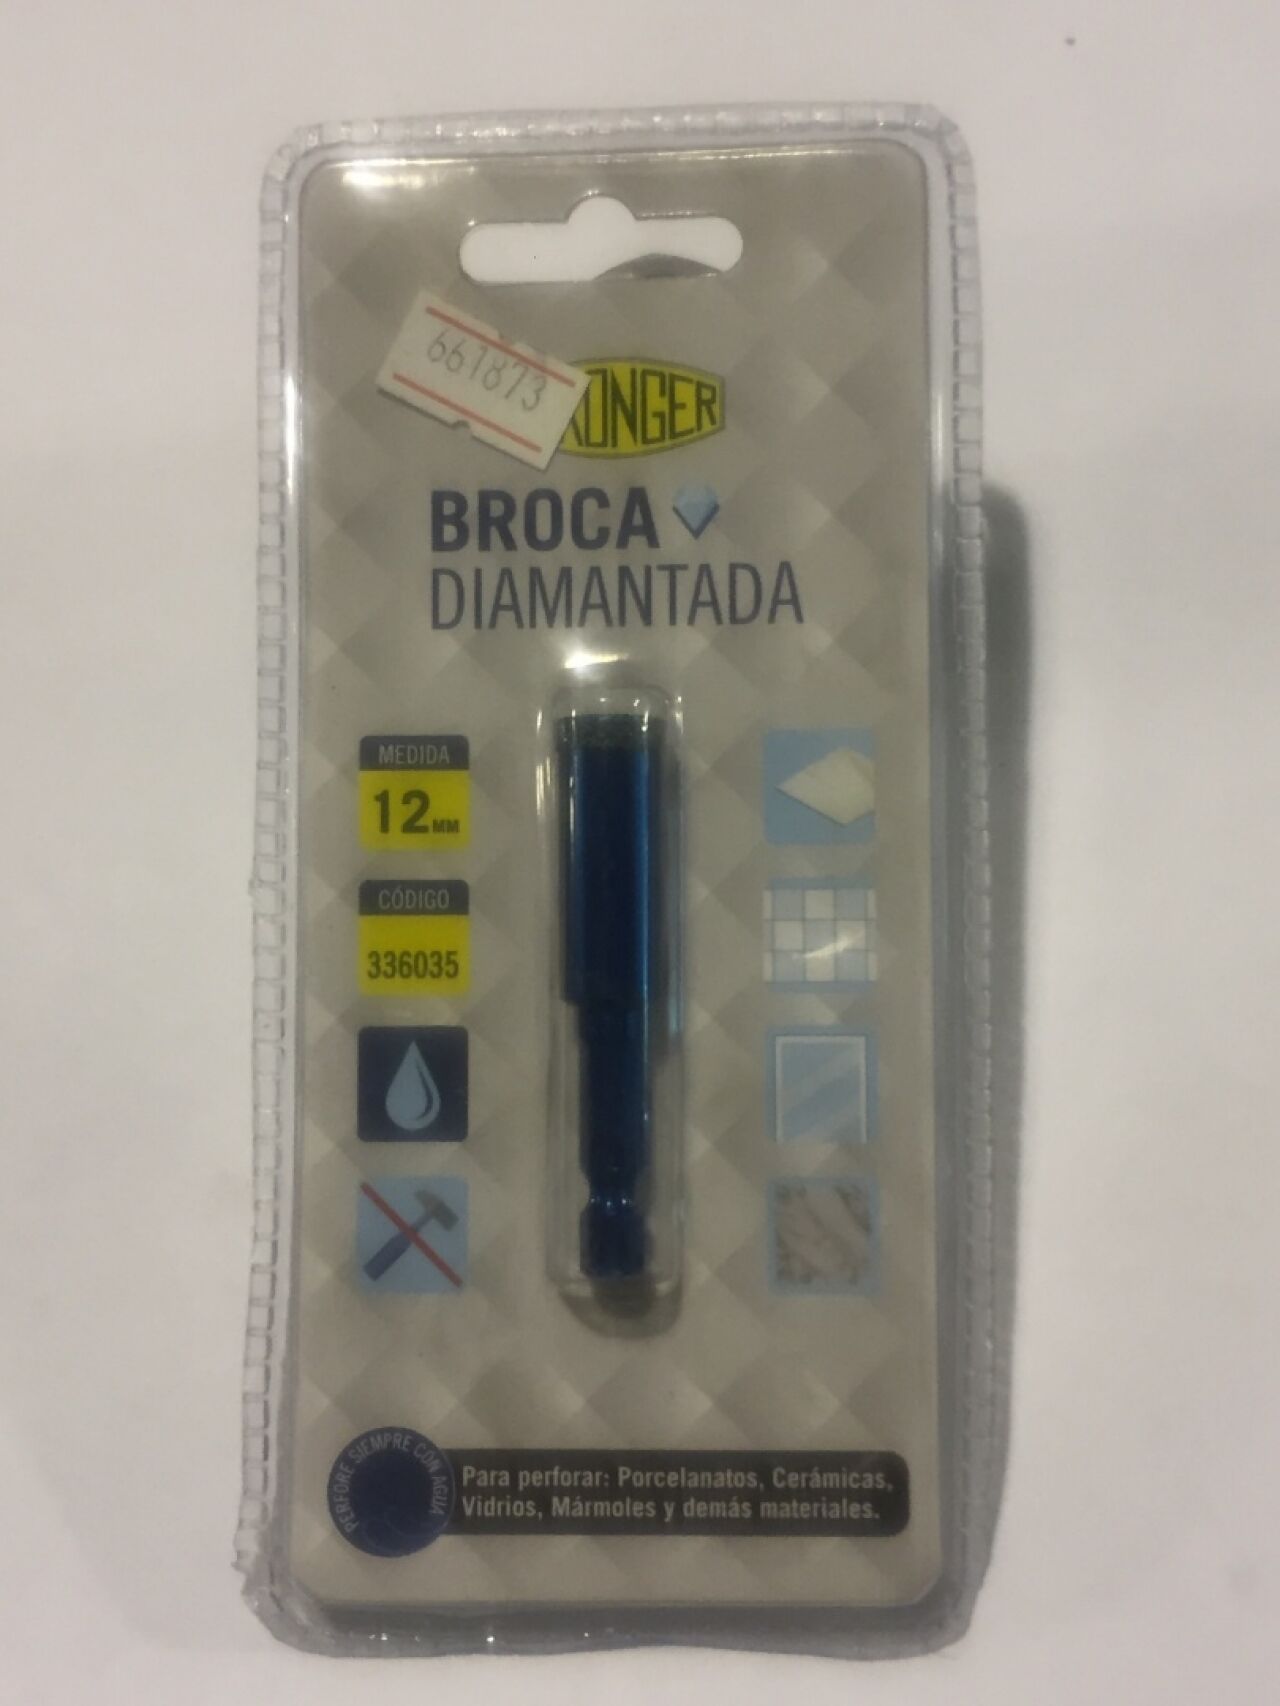 661873
BROCA
DIAMANTADA
MEDIDA
12MM
CÓDIGO
336035
PERFORE SIEMPRE CON AGUA
Para perforar: Porcelanatos, Cerámicas,
Vidrios, Mármoles y demás materiales.